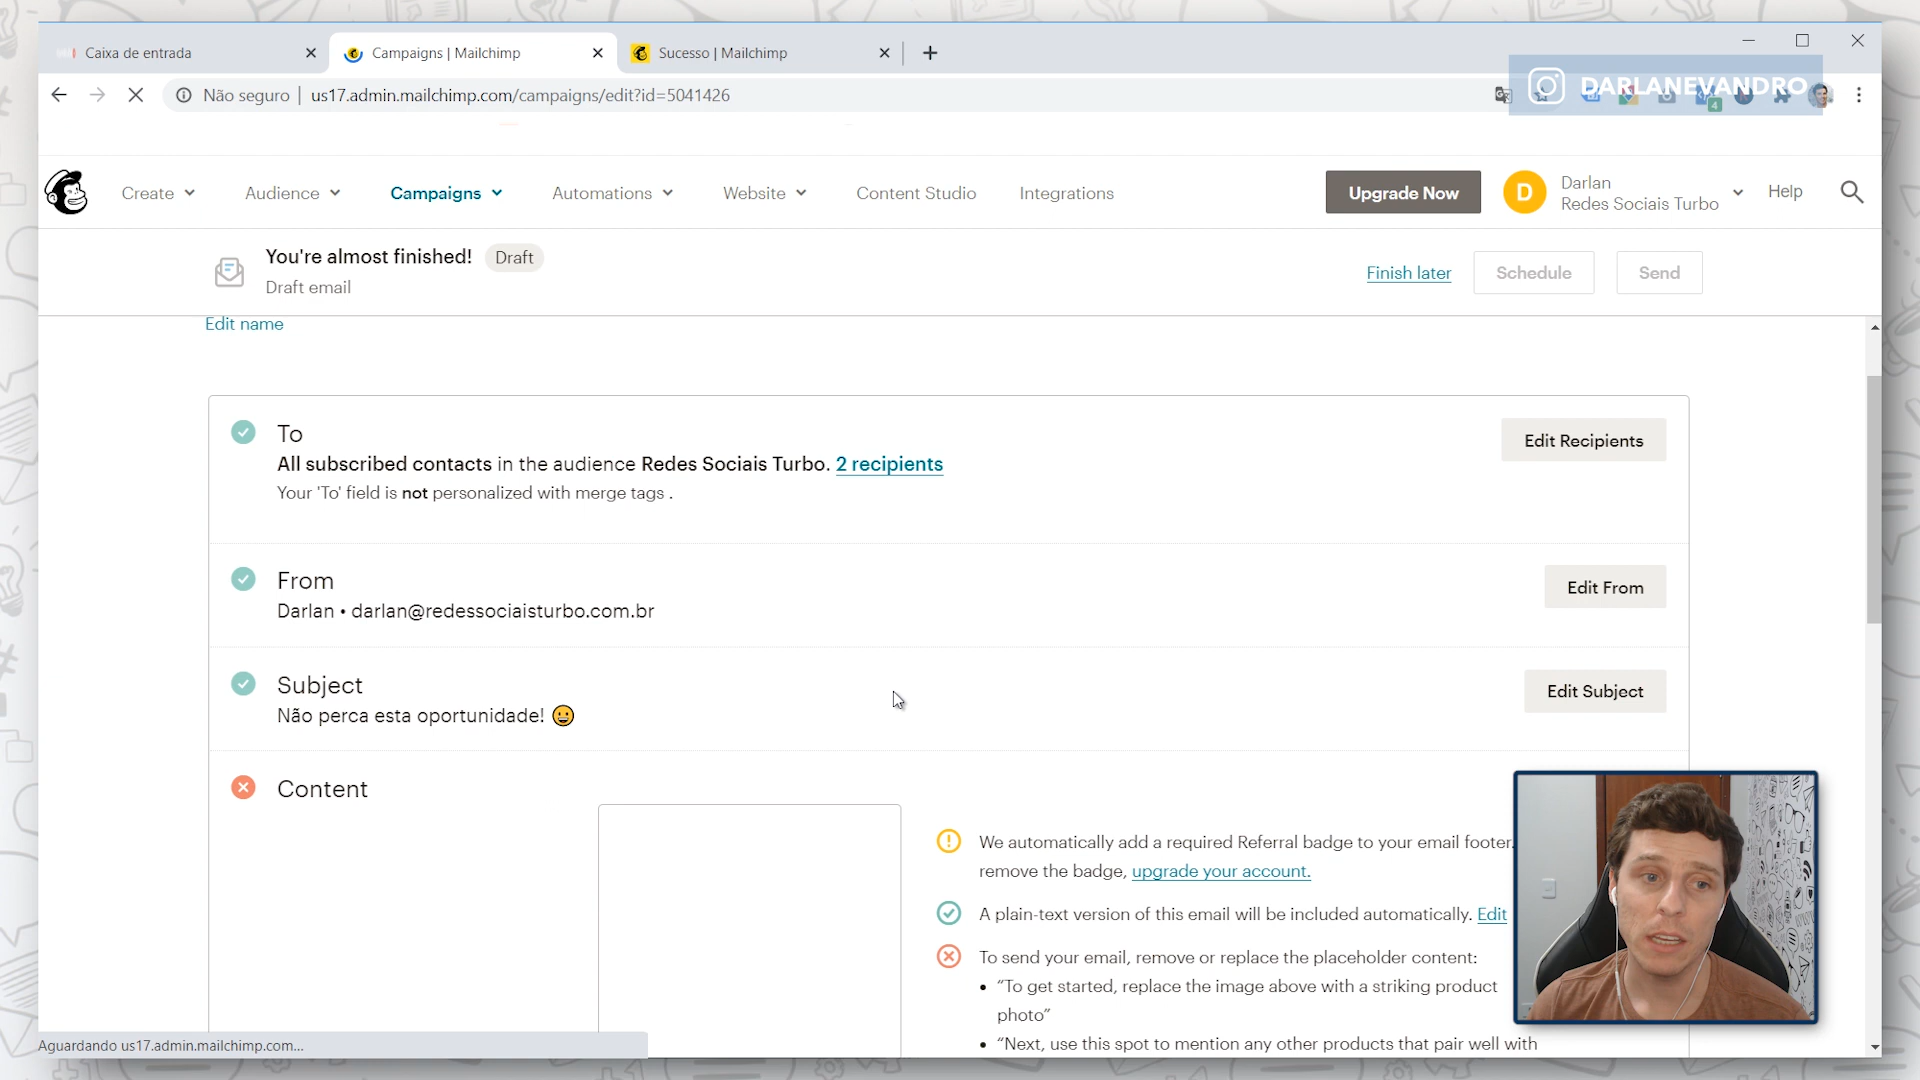 Caixa de entrada
Campaigns | Mailchimp
Sucesso | Mailchimp
Não seguro | us17.admin.mailchimp.com/campaigns/edit?id=5041426
DARLANEVANDRO
4
Create
Audience
Campaigns
Automations
Website
Content Studio
Integrations
Upgrade Now
D
Darlan
Redes Sociais Turbo
Help
You're almost finished! Draft
Draft email
Finish later
Schedule
Send
Edit name
To
All subscribed contacts in the audience Redes Sociais Turbo. 2 recipients
Your 'To' field is not personalized with merge tags .
Edit Recipients
From
Darlan • darlan@redessociaisturbo.com.br
Edit From
Subject
Não perca esta oportunidade! 😀
Edit Subject
Content
We automatically add a required Referral badge to your email footer.
remove the badge, upgrade your account.
A plain-text version of this email will be included automatically. Edit
To send your email, remove or replace the placeholder content:
• “To get started, replace the image above with a striking product
photo”
• “Next, use this spot to mention any other products that pair well with
Aguardando us17.admin.mailchimp.com...